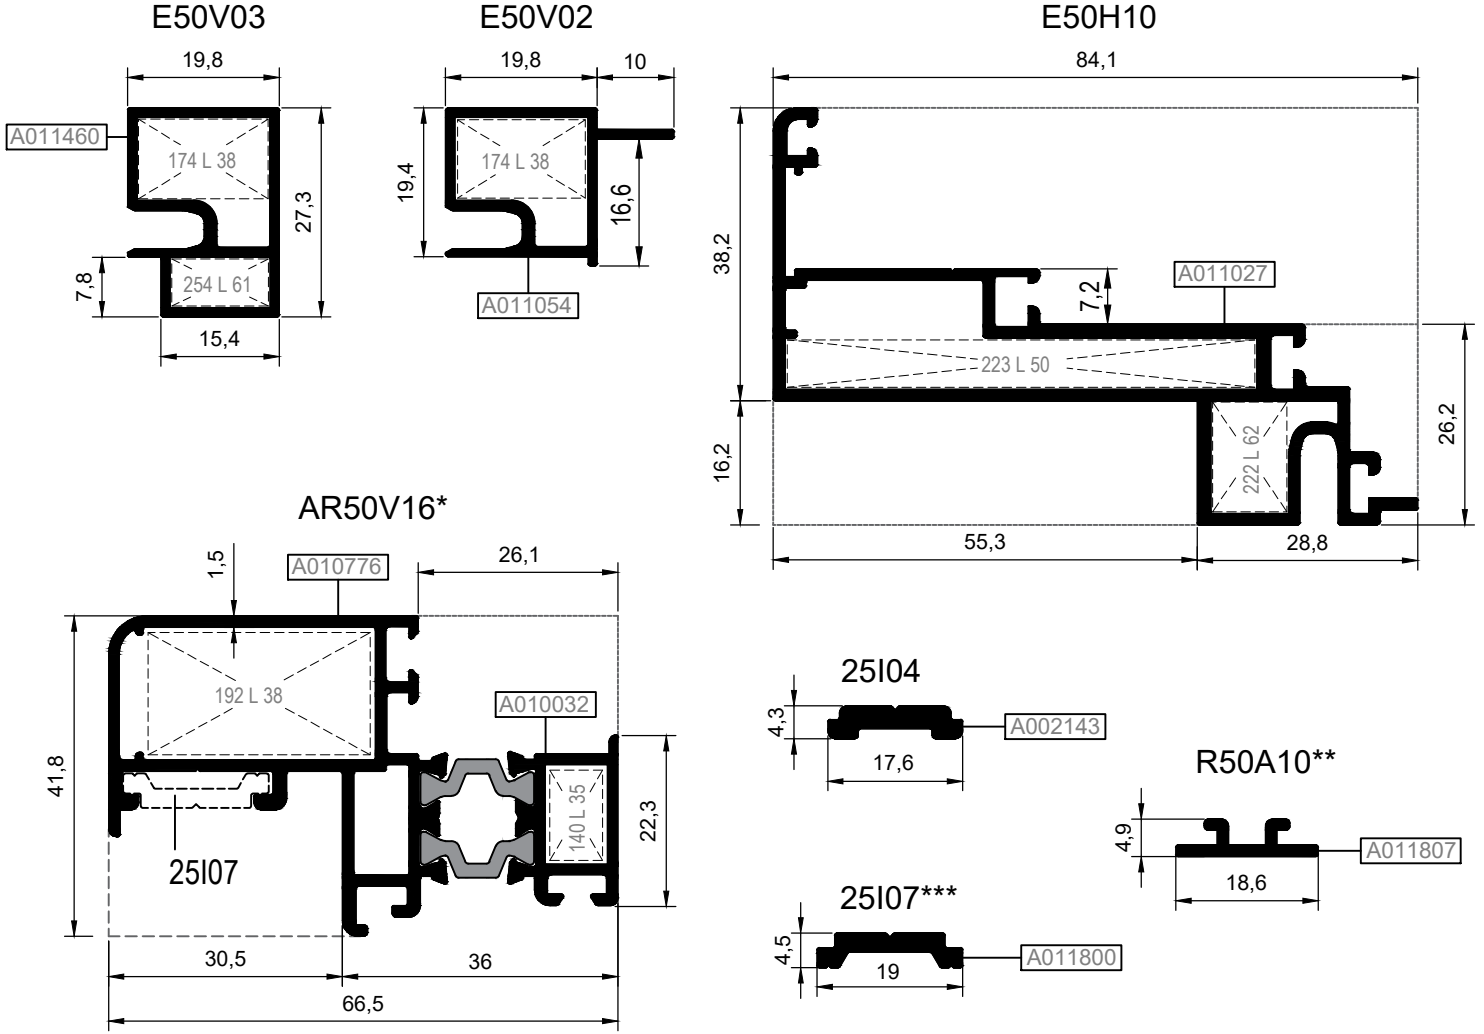 E50V03
19,8
A011460
174 L 38
27,3
7,8
254 L 61
15,4
E50V02
19,8
10
174 L 38
19,4
16,6
A011054
E50H10
84,1
38,2
7,2
A011027
223 L 50
16,2
222 L 62
26,2
55,3
28,8
AR50V16*
1,5
A010776
26,1
192 L 38
A010032
41,8
140 L 35
22,3
25I07
30,5
36
66,5
25I04
4,3
A002143
17,6
R50A10**
4,9
A011807
18,6
25I07***
4,5
A011800
19